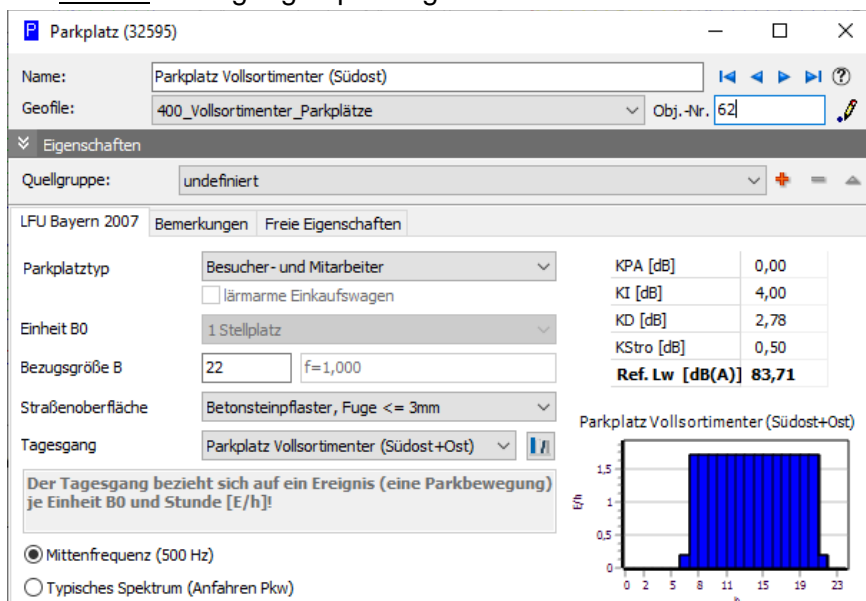 P Parkplatz (32595)
Name: Parkplatz Vollsortimenter (Südost)
Geofile: 400_Vollsortimenter_Parkplätze Obj.-Nr. 62
Eigenschaften
Quellgruppe: undefiniert
LFU Bayern 2007 Bemerkungen Freie Eigenschaften
Parkplatztyp Besucher- und Mitarbeiter
lärmarme Einkaufswagen
Einheit B0 1 Stellplatz
Bezugsgröße B 22 f=1,000
Straßenoberfläche Betonsteinpflaster, Fuge <= 3mm
Tagesgang Parkplatz Vollsortimenter (Südost+Ost)
Der Tagesgang bezieht sich auf ein Ereignis (eine Parkbewegung)
je Einheit B0 und Stunde [E/h]!
Mittenfrequenz (500 Hz)
Typisches Spektrum (Anfahren Pkw)
KPA [dB] 0,00
KI [dB] 4,00
KD [dB] 2,78
KStro [dB] 0,50
Ref. Lw [dB(A)] 83,71
Parkplatz Vollsortimenter (Südost+Ost)
E/h
1,5
1
0,5
0
0 2 5 8 11 15 19 23